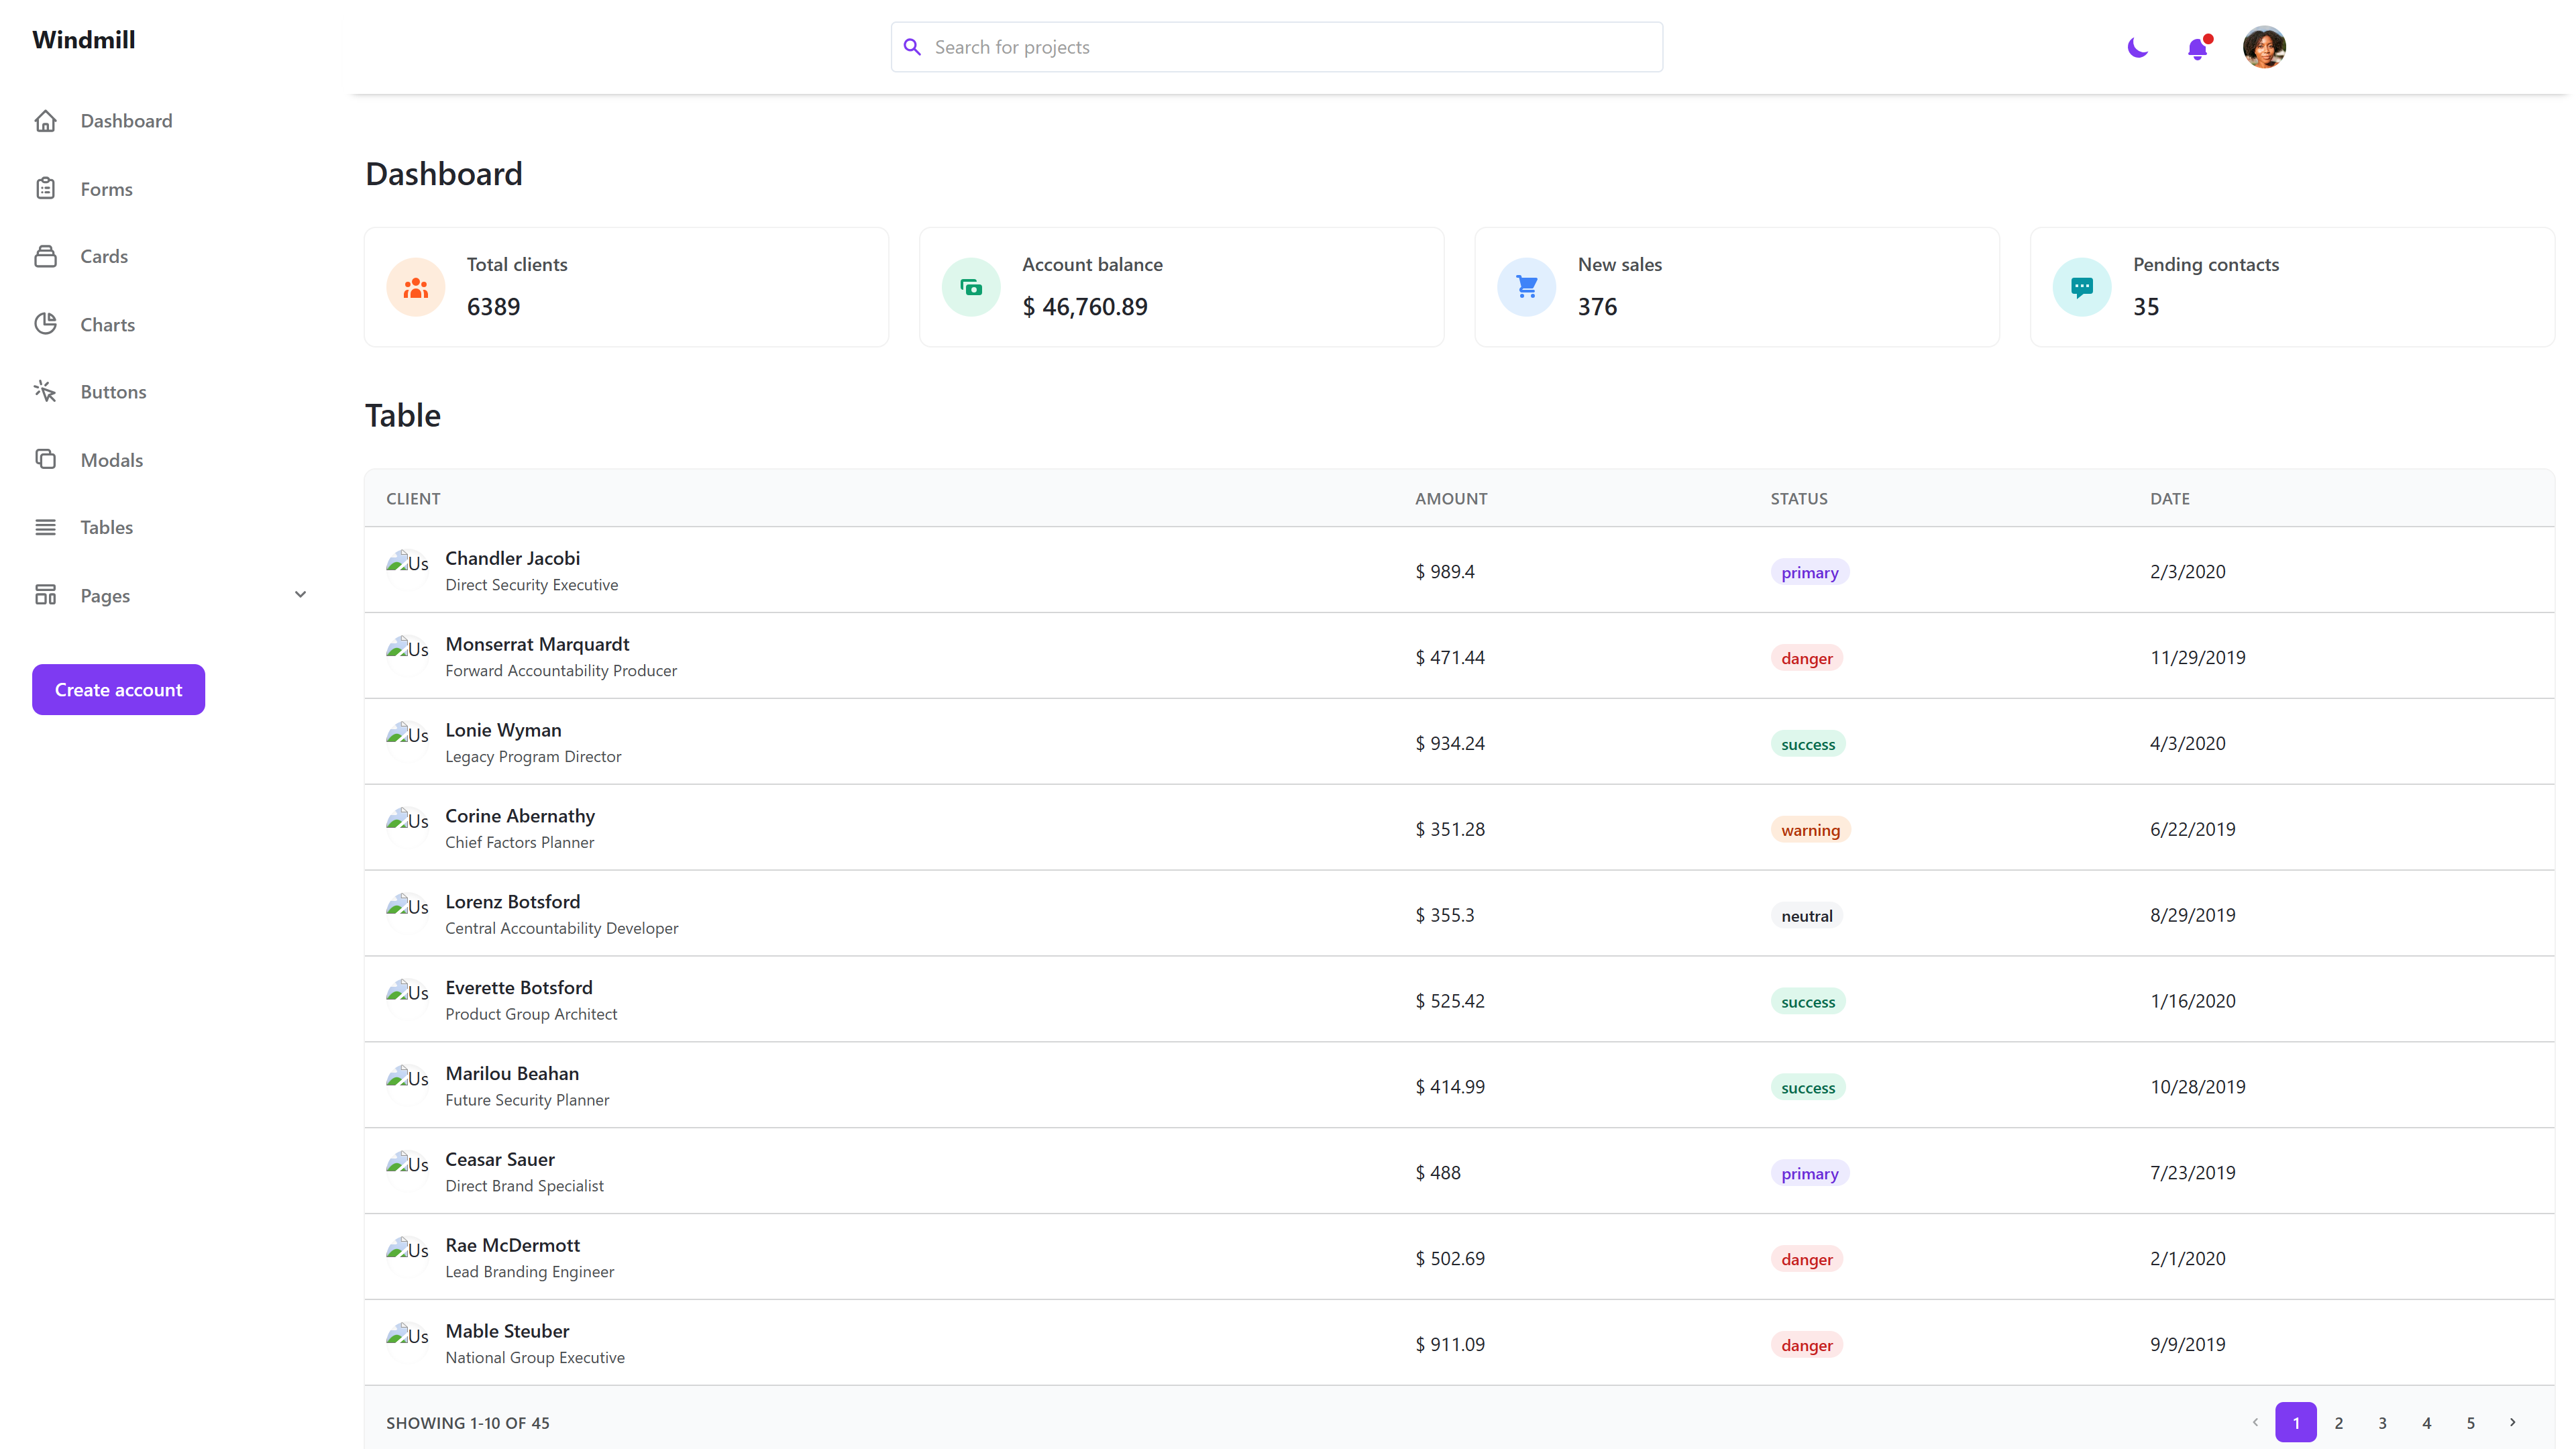 Windmill
Search for projects
Dashboard
Forms
Cards
Charts
Buttons
Modals
Tables
Pages
Create account
Dashboard
Total clients
6389
Account balance
$ 46,760.89
New sales
376
Pending contacts
35
Table
CLIENT AMOUNT STATUS DATE
Us Chandler Jacobi
Direct Security Executive
$ 989.4 primary 2/3/2020
Us Monserrat Marquardt
Forward Accountability Producer
$ 471.44 danger 11/29/2019
Us Lonie Wyman
Legacy Program Director
$ 934.24 success 4/3/2020
Us Corine Abernathy
Chief Factors Planner
$ 351.28 warning 6/22/2019
Us Lorenz Botsford
Central Accountability Developer
$ 355.3 neutral 8/29/2019
Us Everette Botsford
Product Group Architect
$ 525.42 success 1/16/2020
Us Marilou Beahan
Future Security Planner
$ 414.99 success 10/28/2019
Us Ceasar Sauer
Direct Brand Specialist
$ 488 primary 7/23/2019
Us Rae McDermott
Lead Branding Engineer
$ 502.69 danger 2/1/2020
Us Mable Steuber
National Group Executive
$ 911.09 danger 9/9/2019
SHOWING 1-10 OF 45
1 2 3 4 5